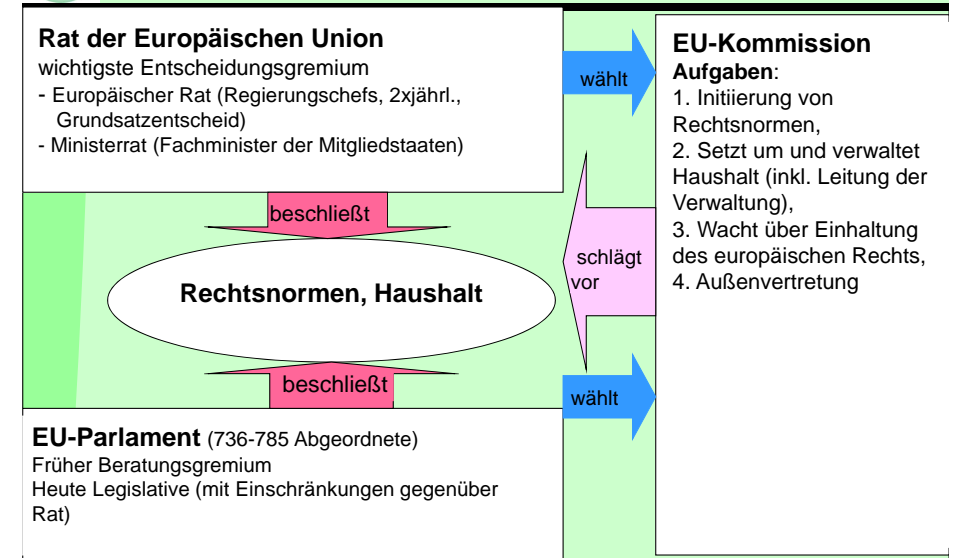 Rat der Europäischen Union
wichtigste Entscheidungsgremium
- Europäischer Rat (Regierungschefs, 2xjährl.,
Grundsatzentscheid)
- Ministerrat (Fachminister der Mitgliedstaaten)
wählt
EU-Kommission
Aufgaben:
1. Initiierung von
Rechtsnormen,
2. Setzt um und verwaltet
Haushalt (inkl. Leitung der
Verwaltung),
3. Wacht über Einhaltung
des europäischen Rechts,
4. Außenvertretung
beschließt
schlägt
vor
Rechtsnormen, Haushalt
beschließt
wählt
EU-Parlament (736-785 Abgeordnete)
Früher Beratungsgremium
Heute Legislative (mit Einschränkungen gegenüber
Rat)